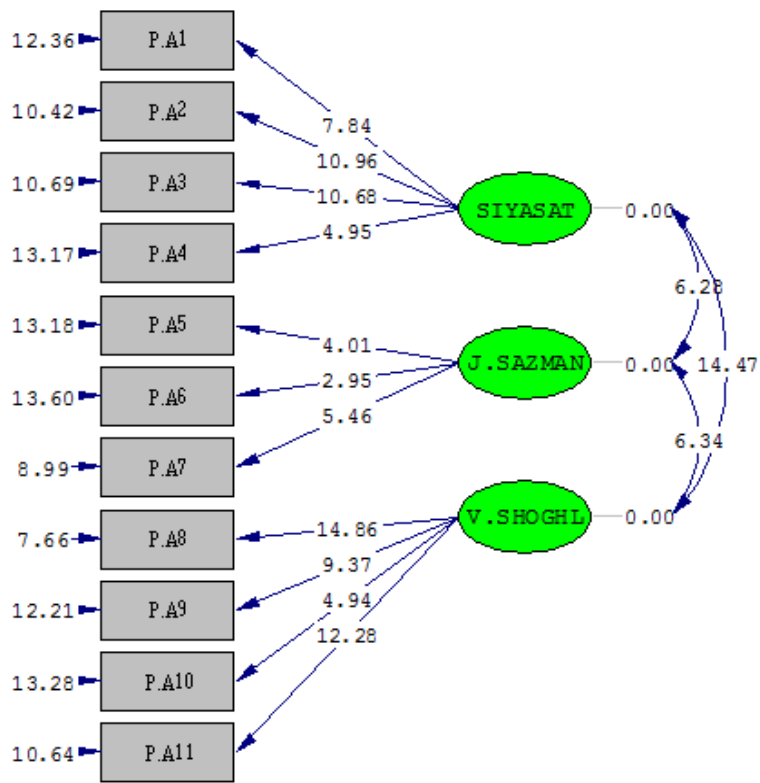 12.36 P.A1
10.42 P.A2
10.69 P.A3
13.17 P.A4
13.18 P.A5
13.60 P.A6
8.99 P.A7
7.66 P.A8
12.21 P.A9
13.28 P.A10
10.64 P.A11
7.84
10.96
10.68
4.95
4.01
2.95
5.46
14.86
9.37
4.94
12.28
SIYASAT 0.00
J.SAZMAN 0.00
V.SHOGHL 0.00
6.28
14.47
6.34